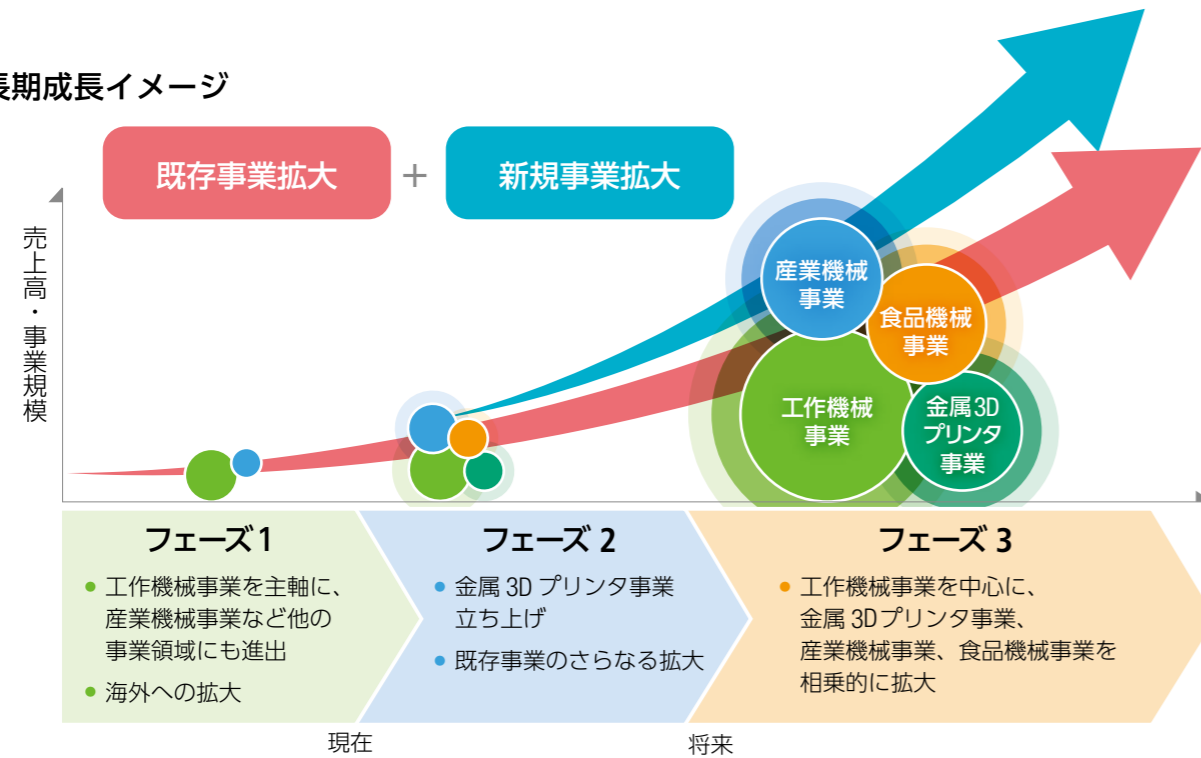 長期成長イメージ
既存事業拡大
+
新規事業拡大
売上高・事業規模
産業機械
事業
食品機械
事業
工作機械
事業
金属3D
プリンタ
事業
フェーズ1
● 工作機械事業を主軸に、
産業機械事業など他の
事業領域にも進出
● 海外への拡大
フェーズ 2
● 金属 3D プリンタ事業
立ち上げ
● 既存事業のさらなる拡大
フェーズ 3
● 工作機械事業を中心に、
金属 3Dプリンタ事業、
産業機械事業、食品機械事業を
相乗的に拡大
現在
将来